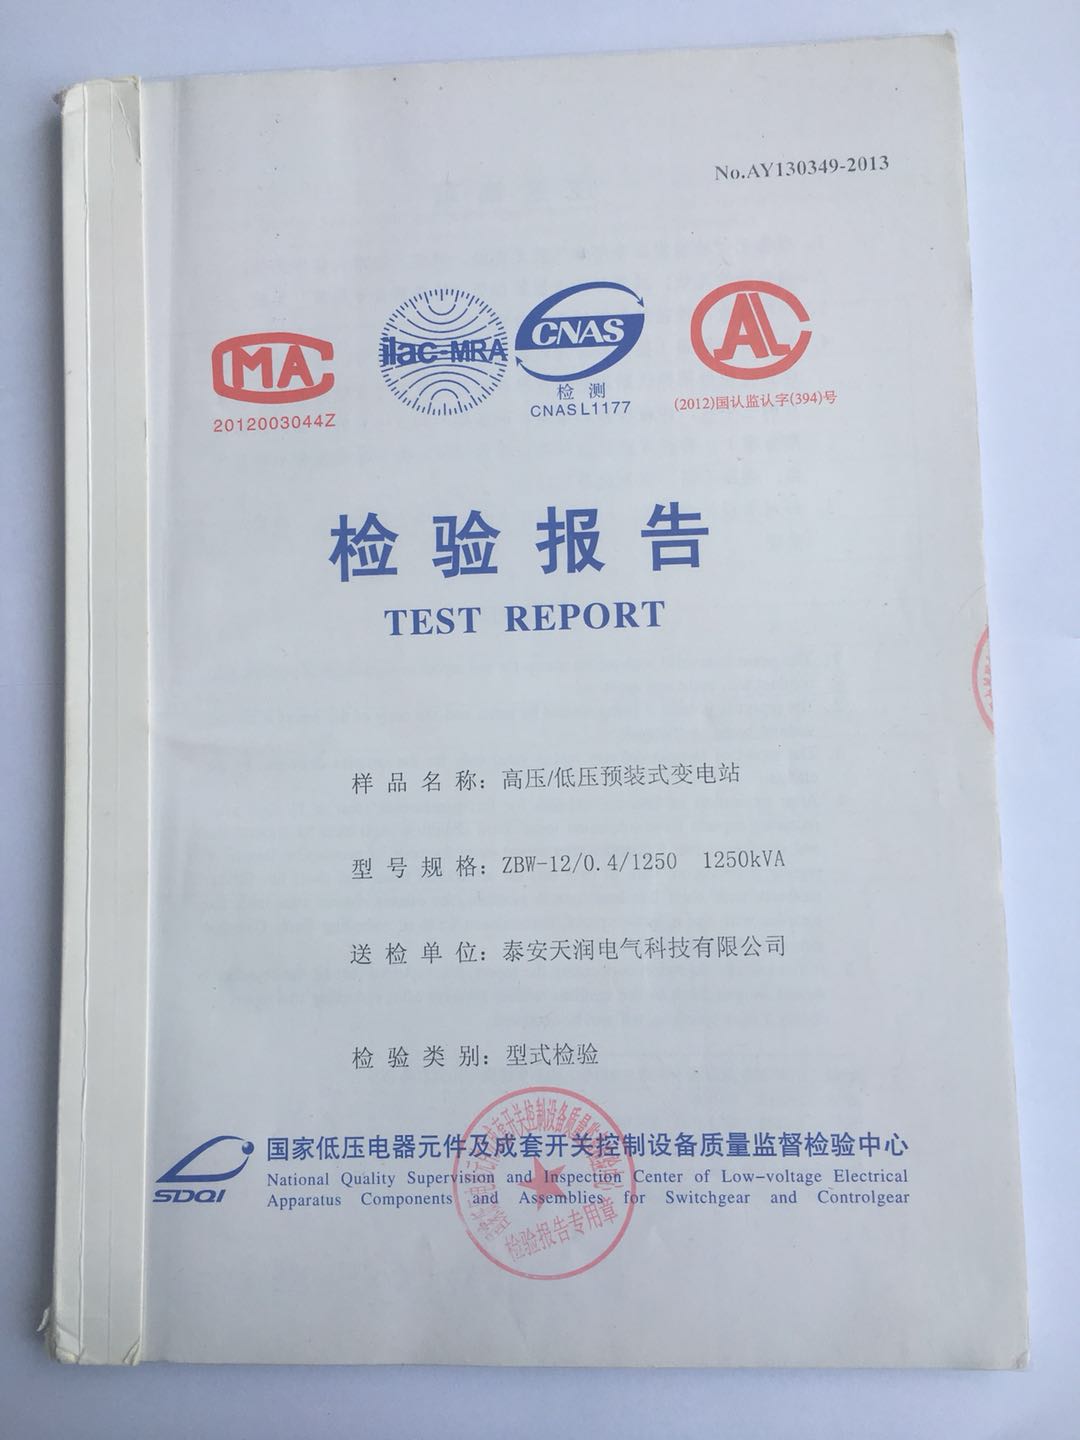 No.AY130349-2013
MA
ilac-MRA
CNAS
AL
检 测
CNAS L1177
2012003044Z
(2012)国认监认字(394)号
检验报告
TEST REPORT
样品名称：高压/低压预装式变电站
型号规格：ZBW-12/0.4/1250 1250kVA
送检单位：泰安天润电气科技有限公司
检验类别：型式检验
国家低压电器元件及成套开关控制设备质量监督检验中心
National Quality Supervision and Inspection Center of Low-voltage Electrical
Apparatus Components and Assemblies for Switchgear and Controlgear
SDQI
检验报告专用章